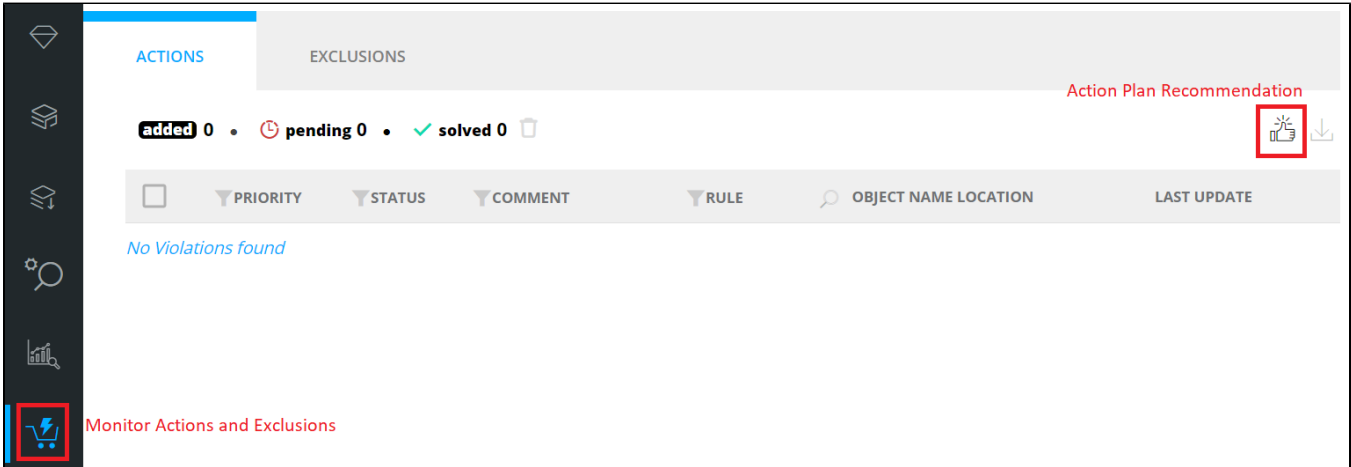 ACTIONS EXCLUSIONS
Action Plan Recommendation
added 0 • pending 0 • solved 0
PRIORITY STATUS COMMENT RULE OBJECT NAME LOCATION LAST UPDATE
No Violations found
Monitor Actions and Exclusions